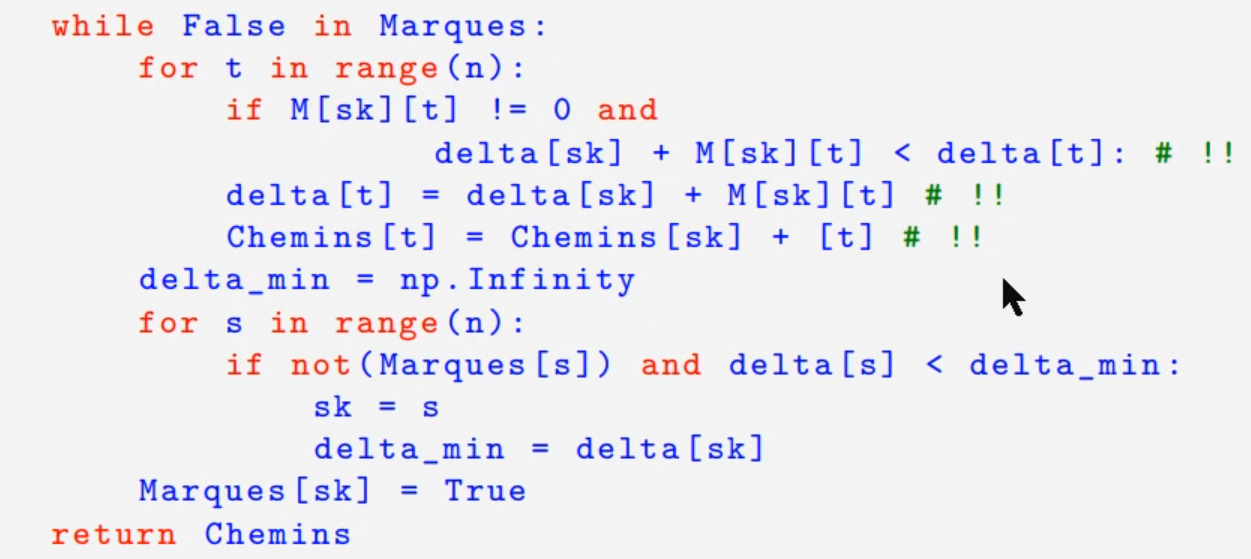 while False in Marques:
    for t in range(n):
        if M[sk][t] != 0 and
                delta[sk] + M[sk][t] < delta[t]: # !!
        delta[t] = delta[sk] + M[sk][t] # !!
        Chemins[t] = Chemins[sk] + [t] # !!
    delta_min = np.Infinity
    for s in range(n):
        if not(Marques[s]) and delta[s] < delta_min:
            sk = s
            delta_min = delta[sk]
    Marques[sk] = True
return Chemins